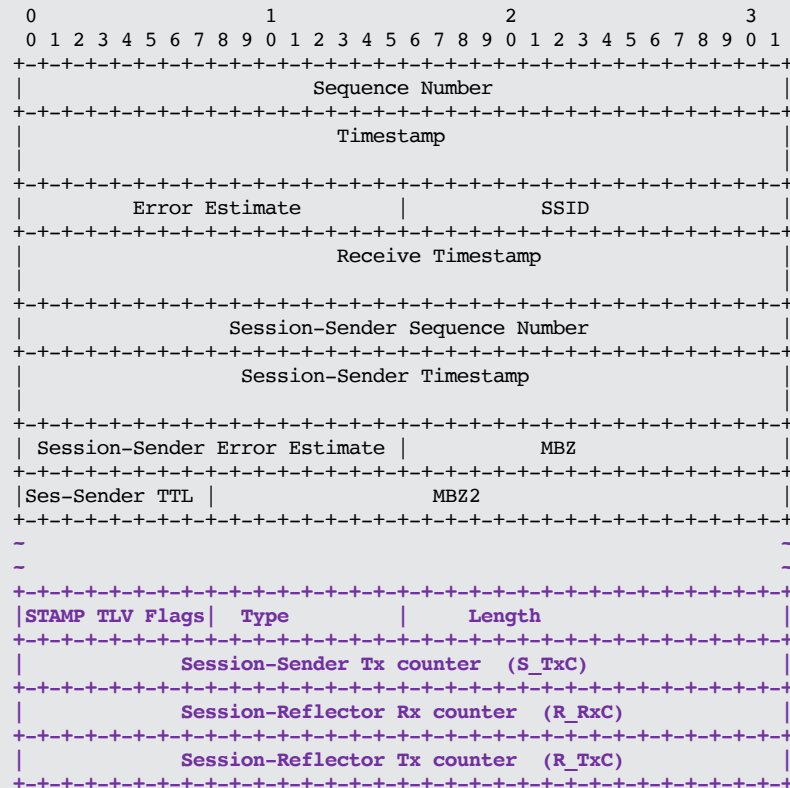 0                   1                   2                   3
 0 1 2 3 4 5 6 7 8 9 0 1 2 3 4 5 6 7 8 9 0 1 2 3 4 5 6 7 8 9 0 1
+-+-+-+-+-+-+-+-+-+-+-+-+-+-+-+-+-+-+-+-+-+-+-+-+-+-+-+-+-+-+-+-+
|                        Sequence Number                        |
+-+-+-+-+-+-+-+-+-+-+-+-+-+-+-+-+-+-+-+-+-+-+-+-+-+-+-+-+-+-+-+-+
|                          Timestamp                            |
|                                                               |
+-+-+-+-+-+-+-+-+-+-+-+-+-+-+-+-+-+-+-+-+-+-+-+-+-+-+-+-+-+-+-+-+
|         Error Estimate        |           SSID                |
+-+-+-+-+-+-+-+-+-+-+-+-+-+-+-+-+-+-+-+-+-+-+-+-+-+-+-+-+-+-+-+-+
|                          Receive Timestamp                    |
|                                                               |
+-+-+-+-+-+-+-+-+-+-+-+-+-+-+-+-+-+-+-+-+-+-+-+-+-+-+-+-+-+-+-+-+
|                 Session-Sender Sequence Number                |
+-+-+-+-+-+-+-+-+-+-+-+-+-+-+-+-+-+-+-+-+-+-+-+-+-+-+-+-+-+-+-+-+
|                  Session-Sender Timestamp                     |
|                                                               |
+-+-+-+-+-+-+-+-+-+-+-+-+-+-+-+-+-+-+-+-+-+-+-+-+-+-+-+-+-+-+-+-+
| Session-Sender Error Estimate |           MBZ                 |
+-+-+-+-+-+-+-+-+-+-+-+-+-+-+-+-+-+-+-+-+-+-+-+-+-+-+-+-+-+-+-+-+
|Ses-Sender TTL |                  MBZ2                         |
+-+-+-+-+-+-+-+-+-+-+-+-+-+-+-+-+-+-+-+-+-+-+-+-+-+-+-+-+-+-+-+-+
~                                                               ~
~                                                               ~
+-+-+-+-+-+-+-+-+-+-+-+-+-+-+-+-+-+-+-+-+-+-+-+-+-+-+-+-+-+-+-+-+
|STAMP TLV Flags|  Type         |     Length                    |
+-+-+-+-+-+-+-+-+-+-+-+-+-+-+-+-+-+-+-+-+-+-+-+-+-+-+-+-+-+-+-+-+
|             Session-Sender Tx counter  (S_TxC)                |
+-+-+-+-+-+-+-+-+-+-+-+-+-+-+-+-+-+-+-+-+-+-+-+-+-+-+-+-+-+-+-+-+
|             Session-Reflector Rx counter  (R_RxC)             |
+-+-+-+-+-+-+-+-+-+-+-+-+-+-+-+-+-+-+-+-+-+-+-+-+-+-+-+-+-+-+-+-+
|             Session-Reflector Tx counter  (R_TxC)             |
+-+-+-+-+-+-+-+-+-+-+-+-+-+-+-+-+-+-+-+-+-+-+-+-+-+-+-+-+-+-+-+-+